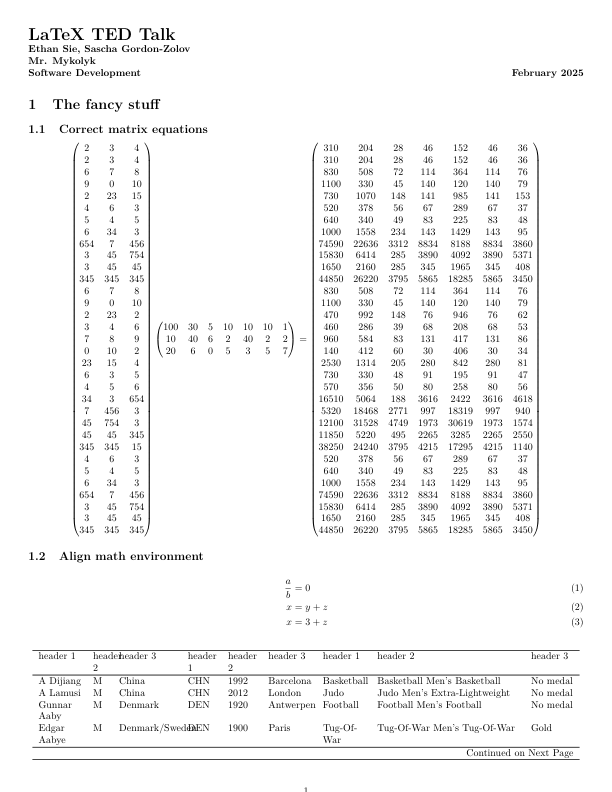 LaTeX TED Talk
Ethan Sie, Sascha Gordon-Zolov
Mr. Mykolyk
Software Development February 2025
1 The fancy stuff
1.1 Correct matrix equations
2 3 4 310 204 28 46 152 46 36
2 3 4 310 204 28 46 152 46 36
6 7 8 830 508 72 114 364 114 76
9 0 10 1100 330 45 140 120 140 79
2 23 15 730 1070 148 141 985 141 153
4 6 3 520 378 56 67 289 67 37
5 4 5 640 340 49 83 225 83 48
6 34 3 1000 1558 234 143 1429 143 95
654 7 456 74590 22636 3312 8834 8188 8834 3860
3 45 754 15830 6414 285 3890 4092 3890 5371
3 45 45 1650 2160 285 345 1965 345 408
345 345 345 44850 26220 3795 5865 18285 5865 3450
6 7 8 830 508 72 114 364 114 76
9 0 10 1100 330 45 140 120 140 79
2 23 2 470 992 148 76 946 76 62
3 4 6 100 30 5 10 10 10 1 460 286 39 68 208 68 53
7 8 9 10 40 6 2 40 2 2 = 960 584 83 131 417 131 86
0 10 2 20 6 0 5 3 5 7 140 412 60 30 406 30 34
23 15 4 2530 1314 205 280 842 280 81
6 3 5 730 330 48 91 195 91 47
4 5 6 570 356 50 80 258 80 56
34 3 654 16510 5064 188 3616 2422 3616 4618
7 456 3 5320 18468 2771 997 18319 997 940
45 754 3 12100 31528 4749 1973 30619 1973 1574
45 45 345 11850 5220 495 2265 3285 2265 2550
345 345 15 38250 24240 3795 4215 17295 4215 1140
4 6 3 520 378 56 67 289 67 37
5 4 5 640 340 49 83 225 83 48
6 34 3 1000 1558 234 143 1429 143 95
654 7 456 74590 22636 3312 8834 8188 8834 3860
3 45 754 15830 6414 285 3890 4092 3890 5371
3 45 45 1650 2160 285 345 1965 345 408
345 345 345 44850 26220 3795 5865 18285 5865 3450
1.2 Align math environment
a/b = 0 (1)
x = y + z (2)
x = 3 + z (3)
header 1 header 2 header 3 header 1 header 2 header 3 header 1 header 2 header 3
A Dijiang M China CHN 1992 Barcelona Basketball Basketball Men's Basketball No medal
A Lamusi M China CHN 2012 London Judo Judo Men's Extra-Lightweight No medal
Gunnar Aaby M Denmark DEN 1920 Antwerpen Football Football Men's Football No medal
Edgar Aabye M Denmark/Sweden DEN 1900 Paris Tug-Of-War Tug-Of-War Men's Tug-Of-War Gold
Continued on Next Page
1